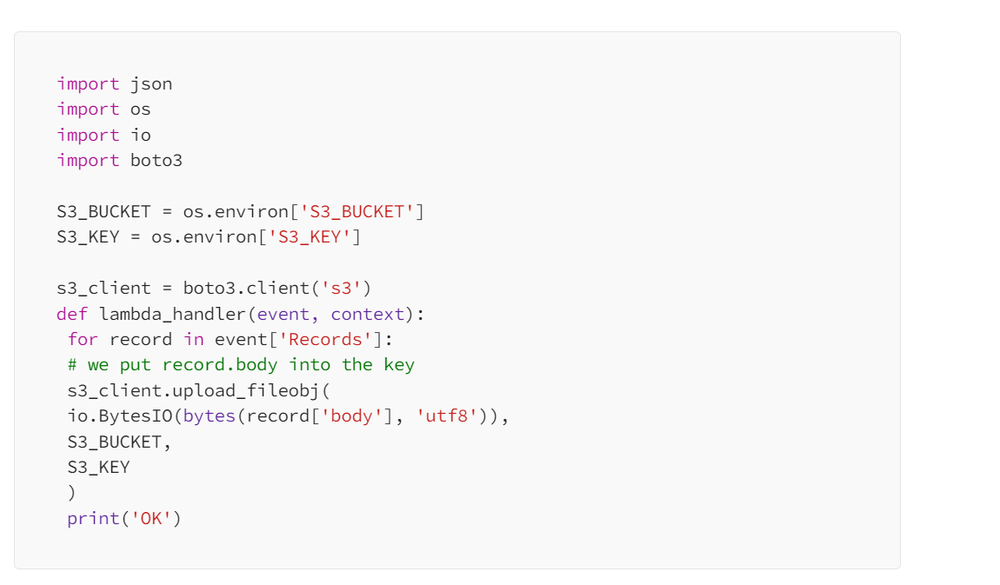 import json
import os
import io
import boto3

S3_BUCKET = os.environ['S3_BUCKET']
S3_KEY = os.environ['S3_KEY']

s3_client = boto3.client('s3')
def lambda_handler(event, context):
 for record in event['Records']:
 # we put record.body into the key
 s3_client.upload_fileobj(
 io.BytesIO(bytes(record['body'], 'utf8')),
 S3_BUCKET,
 S3_KEY
 )
 print('OK')